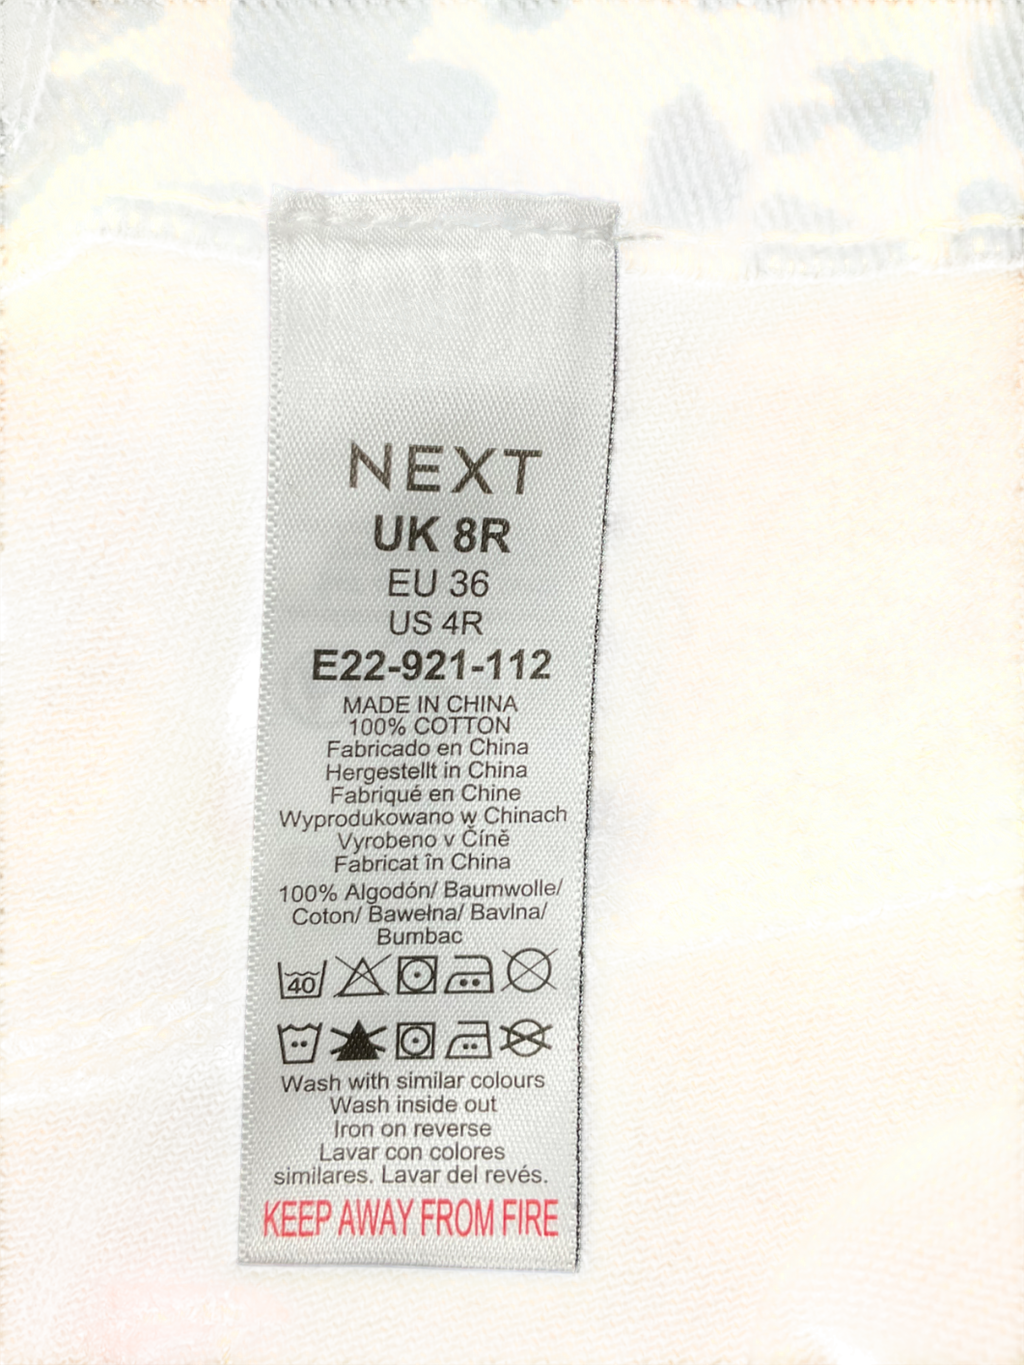 NEXT
UK 8R
EU 36
US 4R
E22-921-112
MADE IN CHINA
100% COTTON
Fabricado en China
Hergestellt in China
Fabriqué en Chine
Wyprodukowano w Chinach
Vyrobeno v Číně
Fabricat în China
100% Algodón/ Baumwolle/
Coton/ Bawełna/ Bavlna/
Bumbac
40
Wash with similar colours
Wash inside out
Iron on reverse
Lavar con colores
similares. Lavar del revés.
KEEP AWAY FROM FIRE